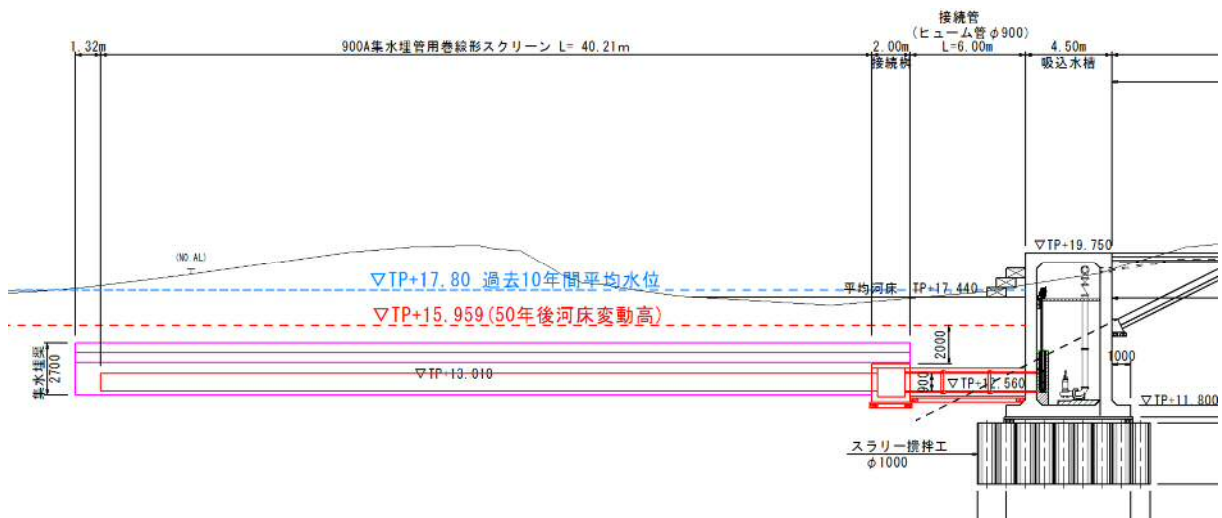 接続管
(ヒューム管φ900)
1.32m
900A集水埋管用巻線形スクリーン L= 40.21m
2.00m
L=6.00m
4.50m
接続桝
吸込水槽
▽TP+19.750
(NO AL)
▽TP+17.80 過去10年間平均水位
平均河床 TP+17.440
▽TP+15.959(50年後河床変動高)
2000
集水埋渠
2700
▽TP+13.010
900
▽TP+12.560
1000
▽TP+11.800
スラリー撹拌工
φ1000